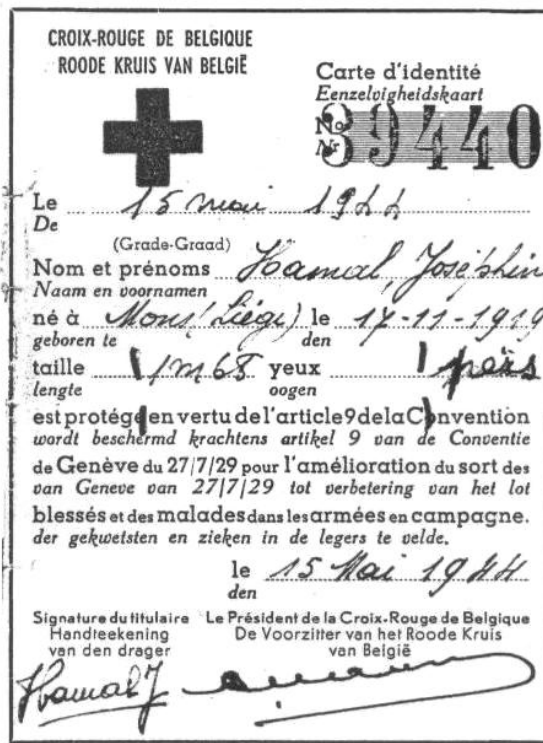 CROIX-ROUGE DE BELGIQUE
ROODE KRUIS VAN BELGIË
Carte d'identité
Eenzelvigheidskaart
No
Nr
39440
Le 15 mai 1944
De
(Grade-Graad)
Nom et prénoms Hamal, Joséphin
Naam en voornamen
né à Mons (Liège) le 17-11-1919
geboren te den
taille 1m68 yeux pers
lengte oogen
est protégé en vertu de l'article 9 de la Convention
wordt beschermd krachtens artikel 9 van de Conventie
de Genève du 27/7/29 pour l'amélioration du sort des
van Geneve van 27/7/29 tot verbetering van het lot
blessés et des malades dans les armées en campagne.
der gekwetsten en zieken in de legers te velde.
le 15 Mai 1944
den
Signature du titulaire Le Président de la Croix-Rouge de Belgique
Handteekening De Voorzitter van het Roode Kruis
van den drager van België
Hamal J